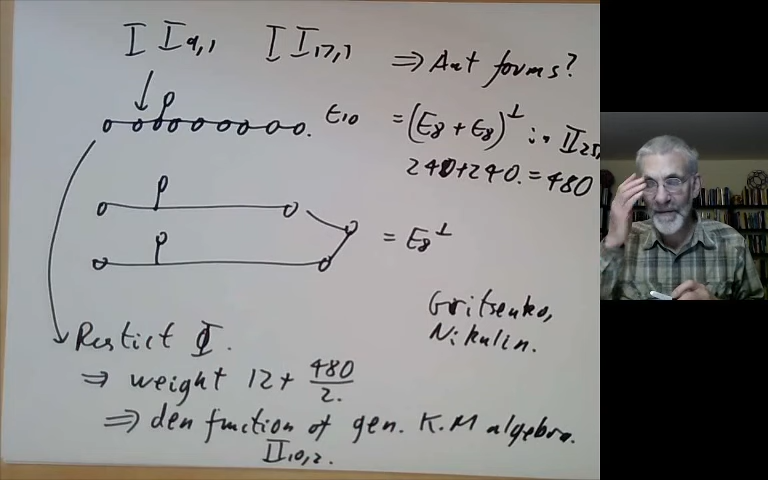 II₉,₁ II₁₇,₁ ⇒ Aut forms?
E₁₀ = (E₈ + E₈)^⊥ in II₂₅,
240+240. = 480
= E₈^⊥
Gritsenko,
Nikulin.
Restict Φ.
⇒ weight 12 + 480/2.
⇒ den function of gen. K.M algebra.
II₁₀,₂.